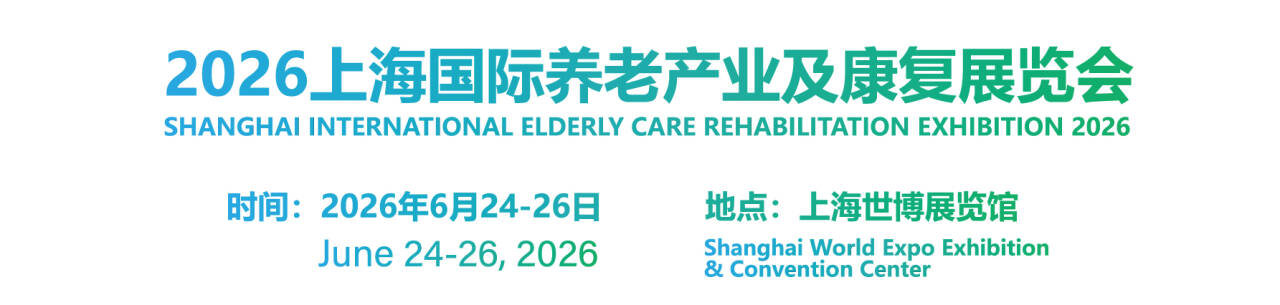 2026上海国际养老产业及康复展览会
SHANGHAI INTERNATIONAL ELDERLY CARE REHABILITATION EXHIBITION 2026
时间：2026年6月24-26日
June 24-26, 2026
地点：上海世博展览馆
Shanghai World Expo Exhibition
& Convention Center